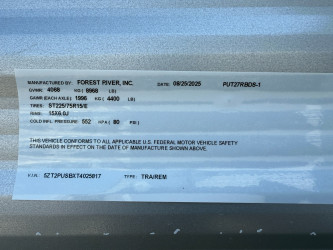 MANUFACTURED BY: FOREST RIVER, INC. DATE: 08/25/2025 PUT27RBDS-1
GVWR: 4068 KG ( 8968 LB)
GAWR (EACH AXLE) 1996 KG ( 4400 LB)
TIRES: ST225/75R15/E
RIMS: 15X6.0J
COLD INFL. PRESSURE: 552 KPA ( 80 PSI )
THIS VEHICLE CONFORMS TO ALL APPLICABLE U.S. FEDERAL MOTOR VEHICLE SAFETY
STANDARDS IN EFFECT ON THE DATE OF MANUFACTURE SHOWN ABOVE.
V.I.N.: 5ZT2PUSBXT4025017 TYPE: TRA/REM